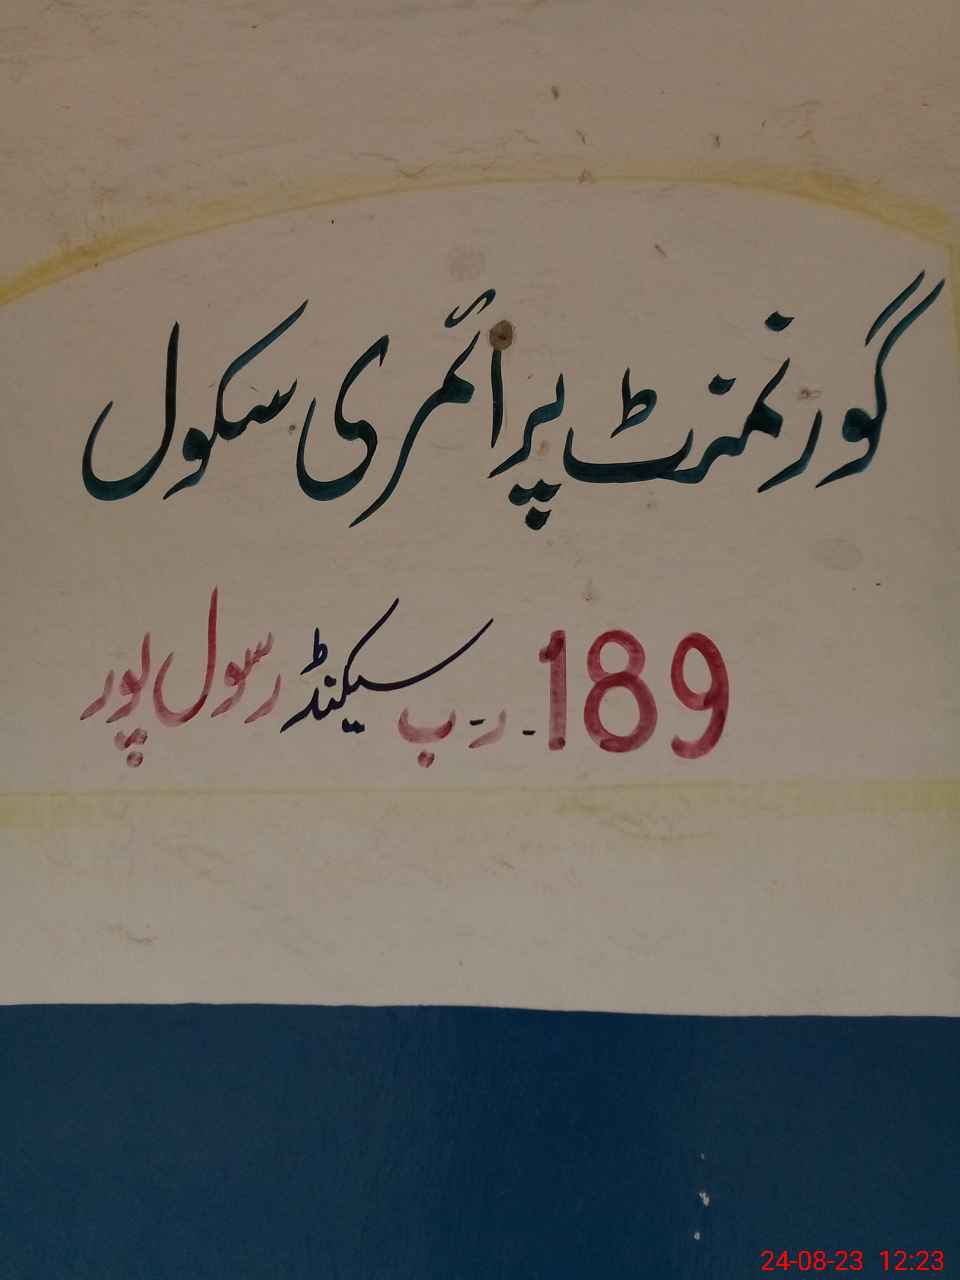 گورنمنٹ پرائمری سکول
189۔ر۔ب سیکنڈ رسول پور
24-08-23 12:23